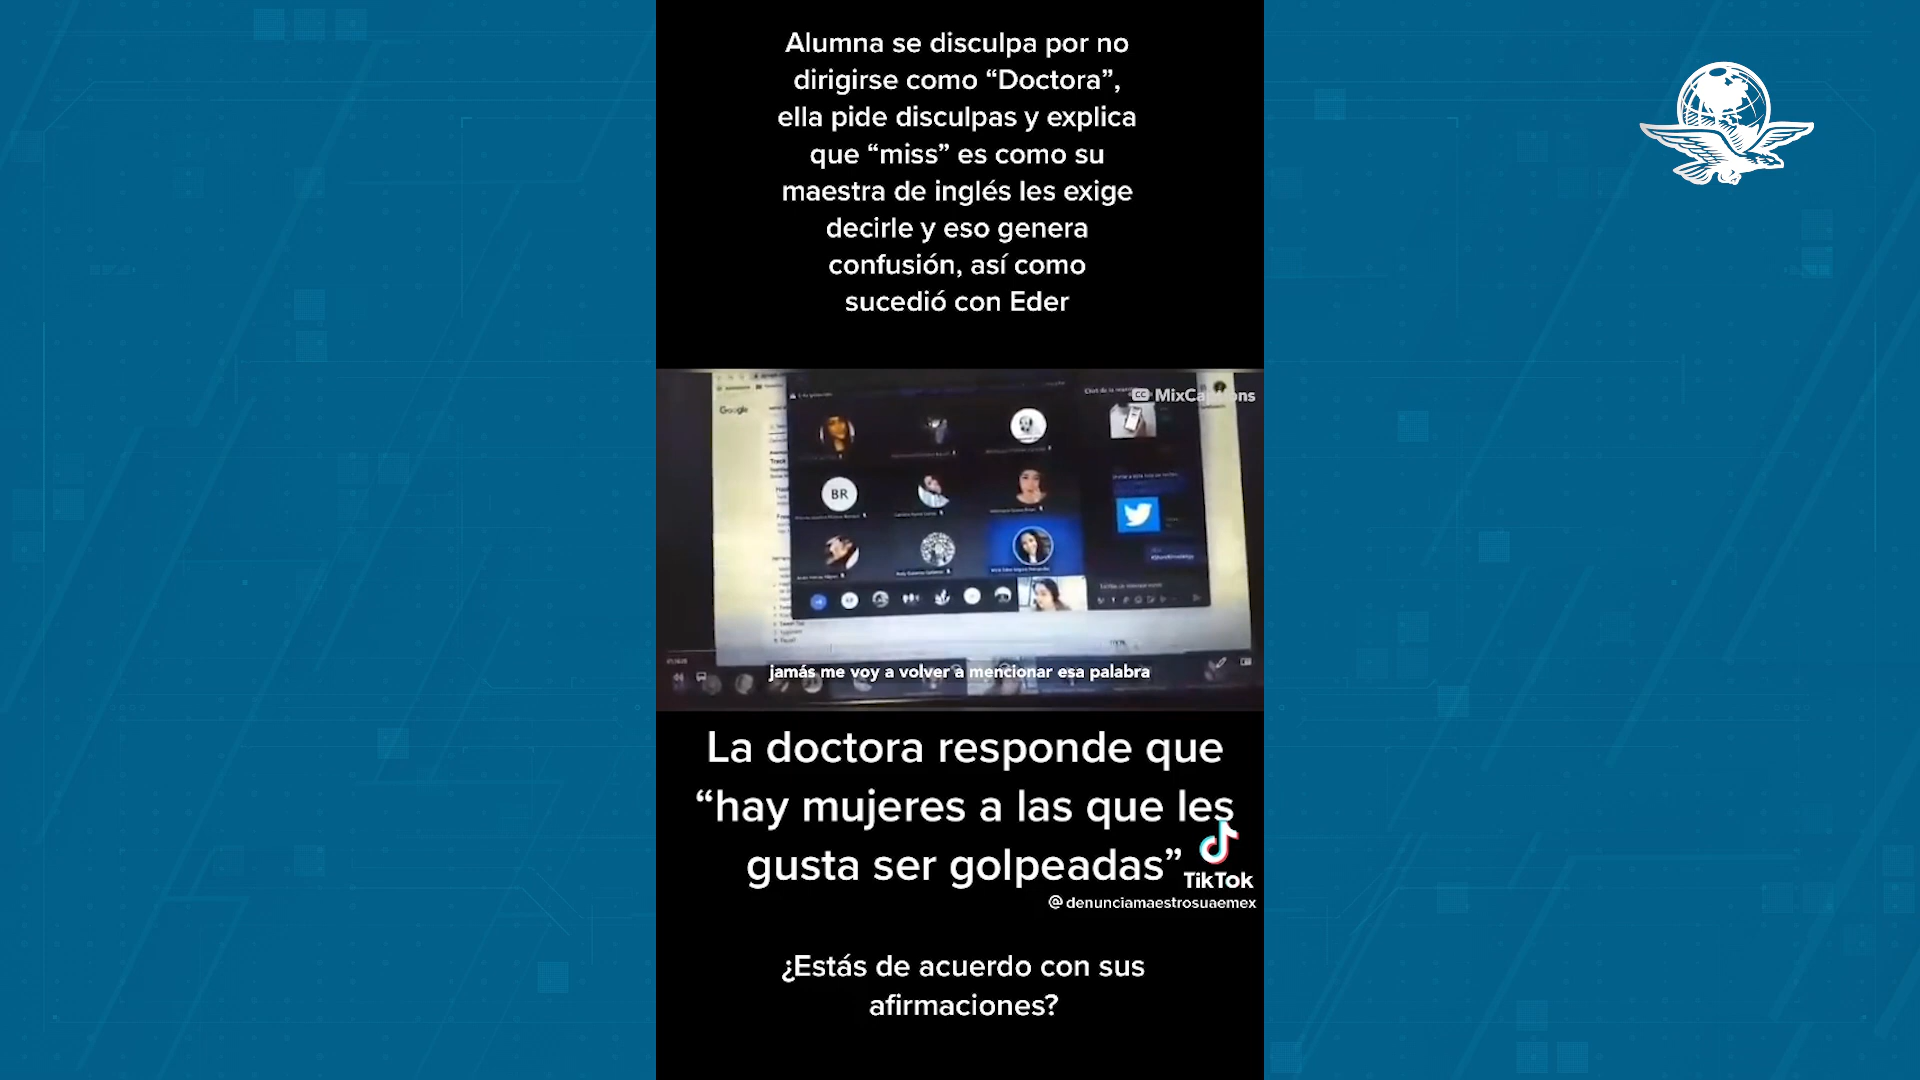 Alumna se disculpa por no
dirigirse como “Doctora”,
ella pide disculpas y explica
que “miss” es como su
maestra de inglés les exige
decirle y eso genera
confusión, así como
sucedió con Eder
CC MixCaptions
Google
BR
jamás me voy a volver a mencionar esa palabra
La doctora responde que
“hay mujeres a las que les
gusta ser golpeadas”
TikTok
@denunciamaestrosuaemex
¿Estás de acuerdo con sus
afirmaciones?